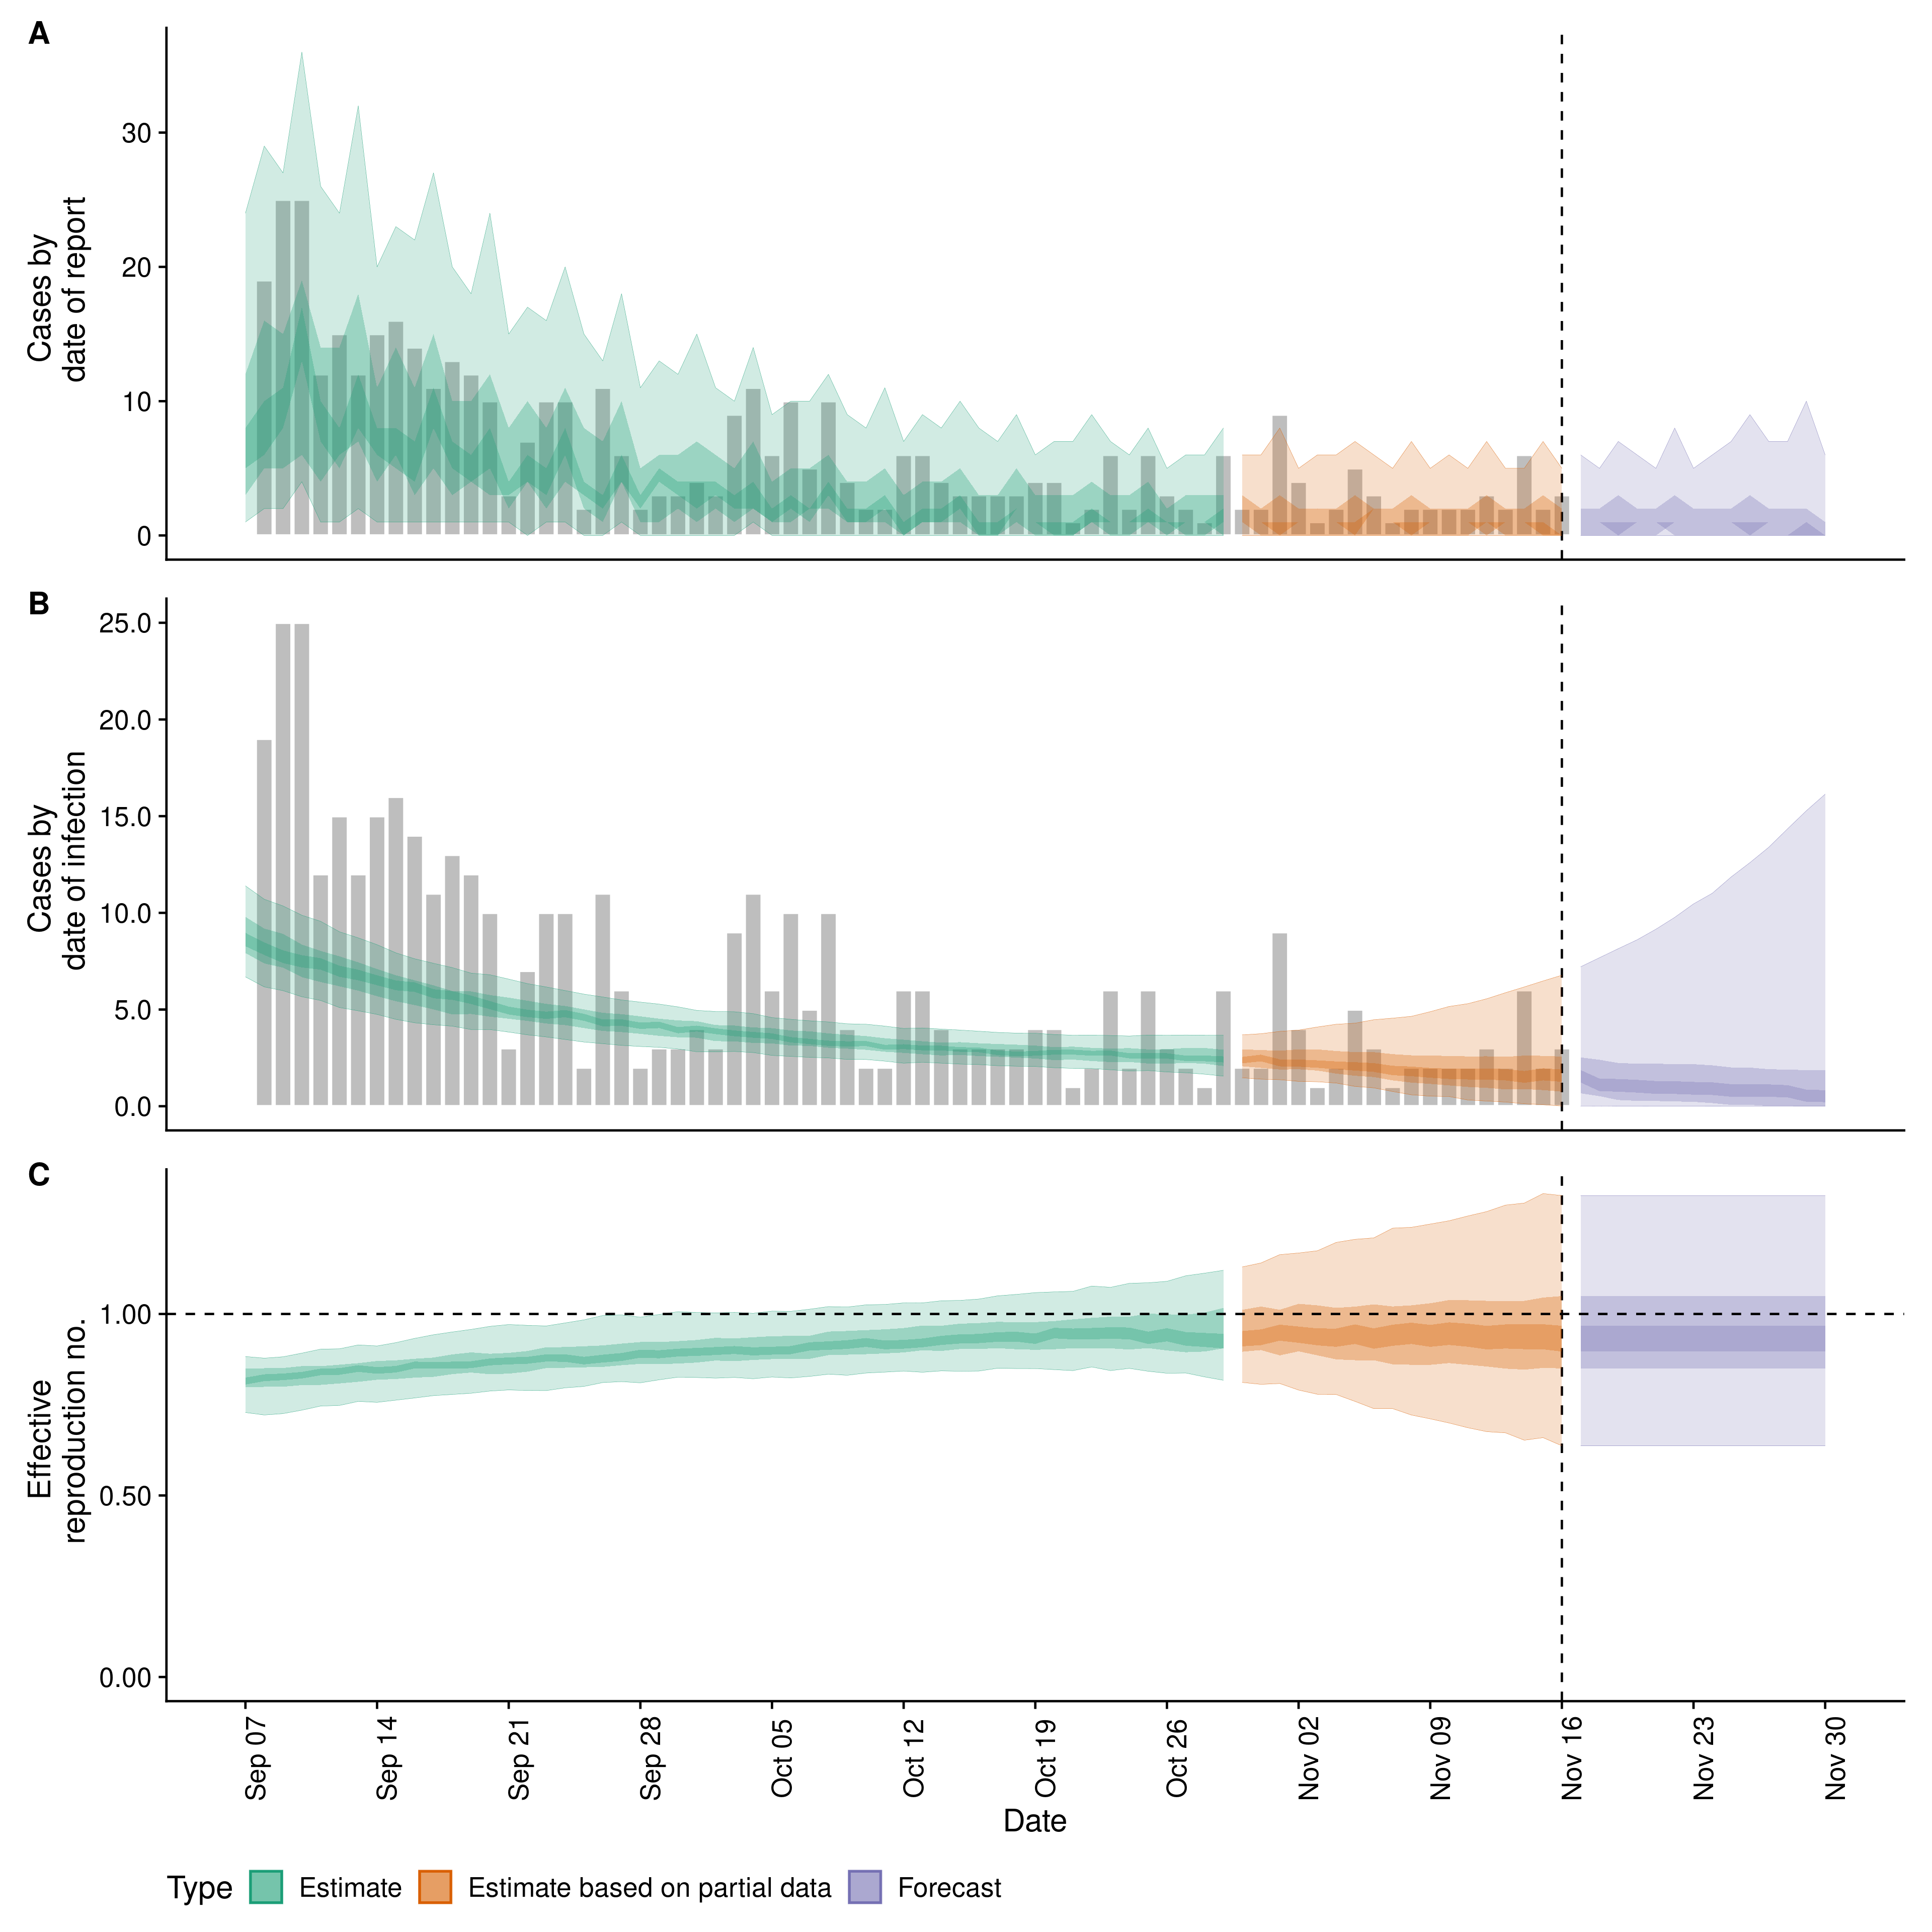 A
Cases by
date of report
30
20
10
0
B
Cases by
date of infection
25.0
20.0
15.0
10.0
5.0
0.0
C
Effective
reproduction no.
1.00
0.50
0.00
Sep 07
Sep 14
Sep 21
Sep 28
Oct 05
Oct 12
Oct 19
Oct 26
Nov 02
Nov 09
Nov 16
Nov 23
Nov 30
Date
Type Estimate Estimate based on partial data Forecast